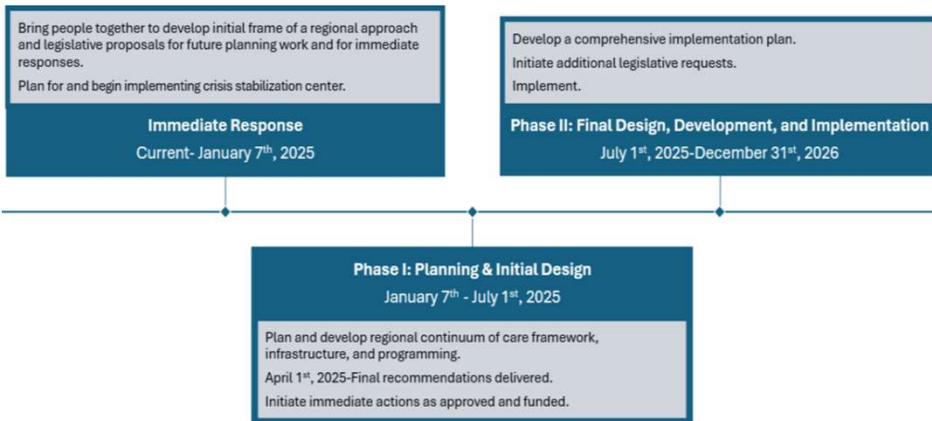 Bring people together to develop initial frame of a regional approach
and legislative proposals for future planning work and for immediate
responses.
Plan for and begin implementing crisis stabilization center.
Immediate Response
Current- January 7th, 2025
Develop a comprehensive implementation plan.
Initiate additional legislative requests.
Implement.
Phase II: Final Design, Development, and Implementation
July 1st, 2025-December 31st, 2026
Phase I: Planning & Initial Design
January 7th - July 1st, 2025
Plan and develop regional continuum of care framework,
infrastructure, and programming.
April 1st, 2025-Final recommendations delivered.
Initiate immediate actions as approved and funded.